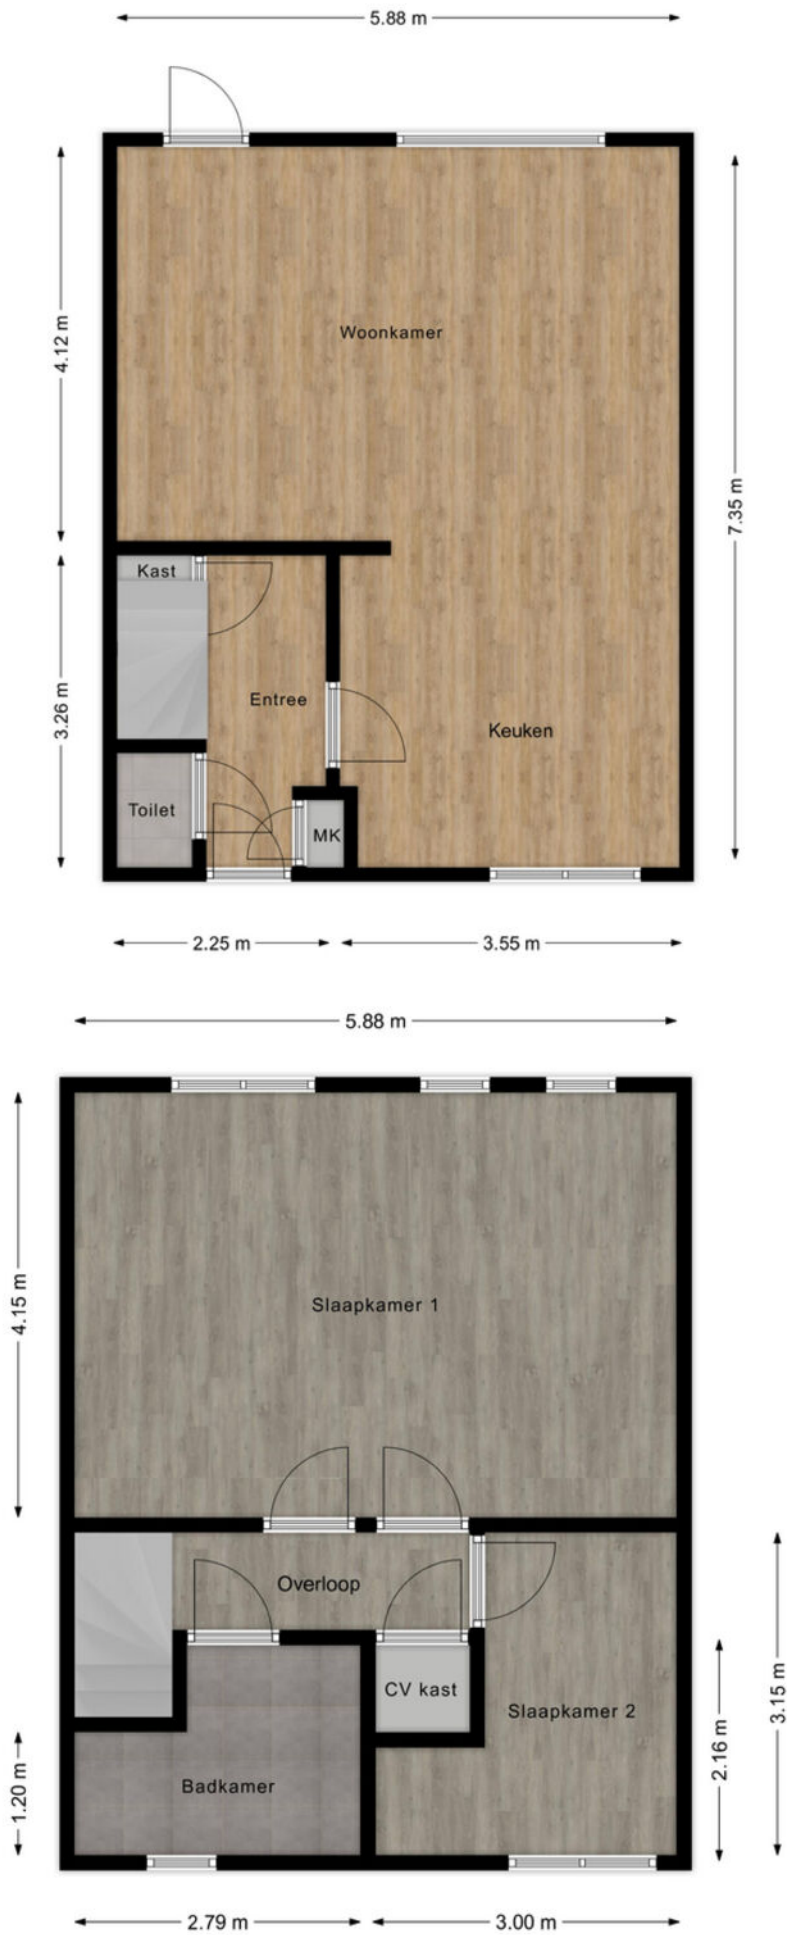 5.88 m
4.12 m
Woonkamer
7.35 m
Kast
3.26 m
Entree
Keuken
Toilet
MK
2.25 m
3.55 m
5.88 m
4.15 m
Slaapkamer 1
Overloop
CV kast
Slaapkamer 2
3.15 m
2.16 m
1.20 m
Badkamer
2.79 m
3.00 m